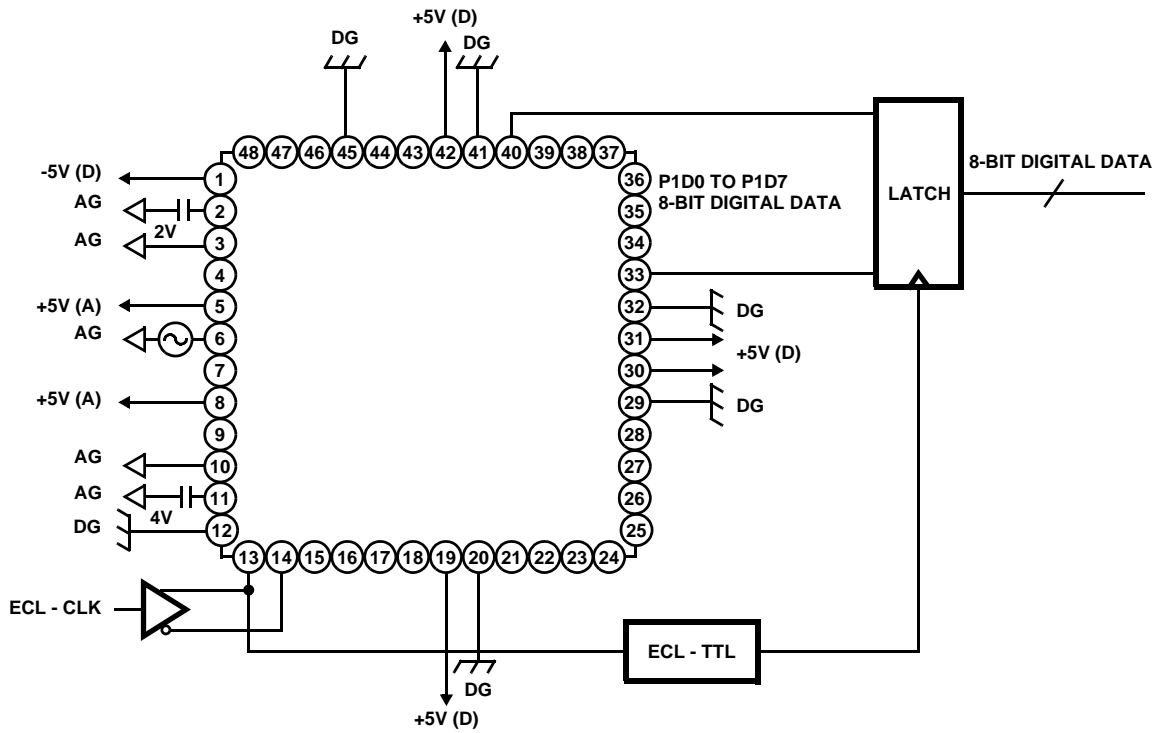 +5V (D)
DG
DG
48 47 46 45 44 43 42 41 40 39 38 37
-5V (D)
AG
2V
AG
+5V (A)
AG
+5V (A)
AG
AG
4V
DG
1
2
3
4
5
6
7
8
9
10
11
12
36
35
34
33
32
31
30
29
28
27
26
25
P1D0 TO P1D7
8-BIT DIGITAL DATA
DG
+5V (D)
DG
LATCH
8-BIT DIGITAL DATA
13 14 15 16 17 18 19 20 21 22 23 24
ECL - CLK
ECL - TTL
DG
+5V (D)